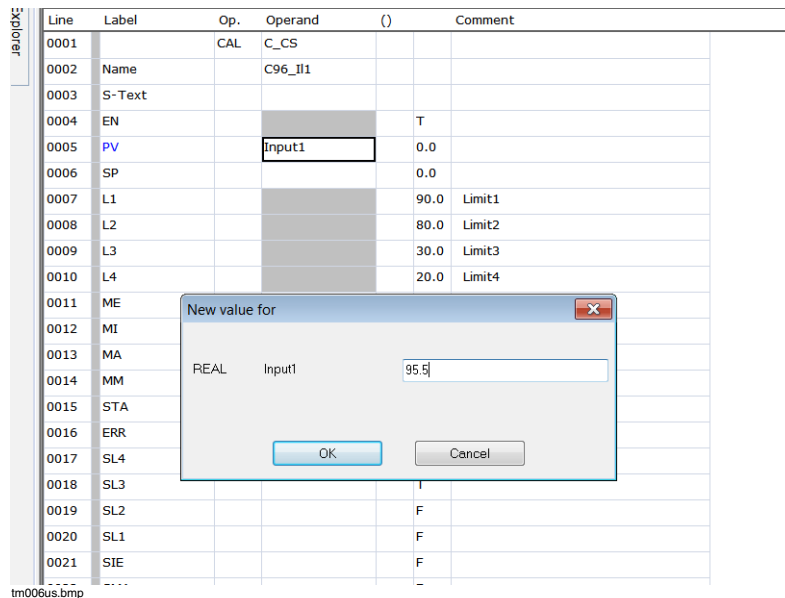 Explorer
Line Label Op. Operand () Comment
0001 CAL C_CS
0002 Name C96_Il1
0003 S-Text
0004 EN T
0005 PV Input1 0.0
0006 SP 0.0
0007 L1 90.0 Limit1
0008 L2 80.0 Limit2
0009 L3 30.0 Limit3
0010 L4 20.0 Limit4
0011 ME
New value for
0012 MI
0013 MA
REAL Input1 95.5
0014 MM
0015 STA
0016 ERR
0017 SL4
OK Cancel
0018 SL3
0019 SL2 F
0020 SL1 F
0021 SIE F
tm006us.bmp